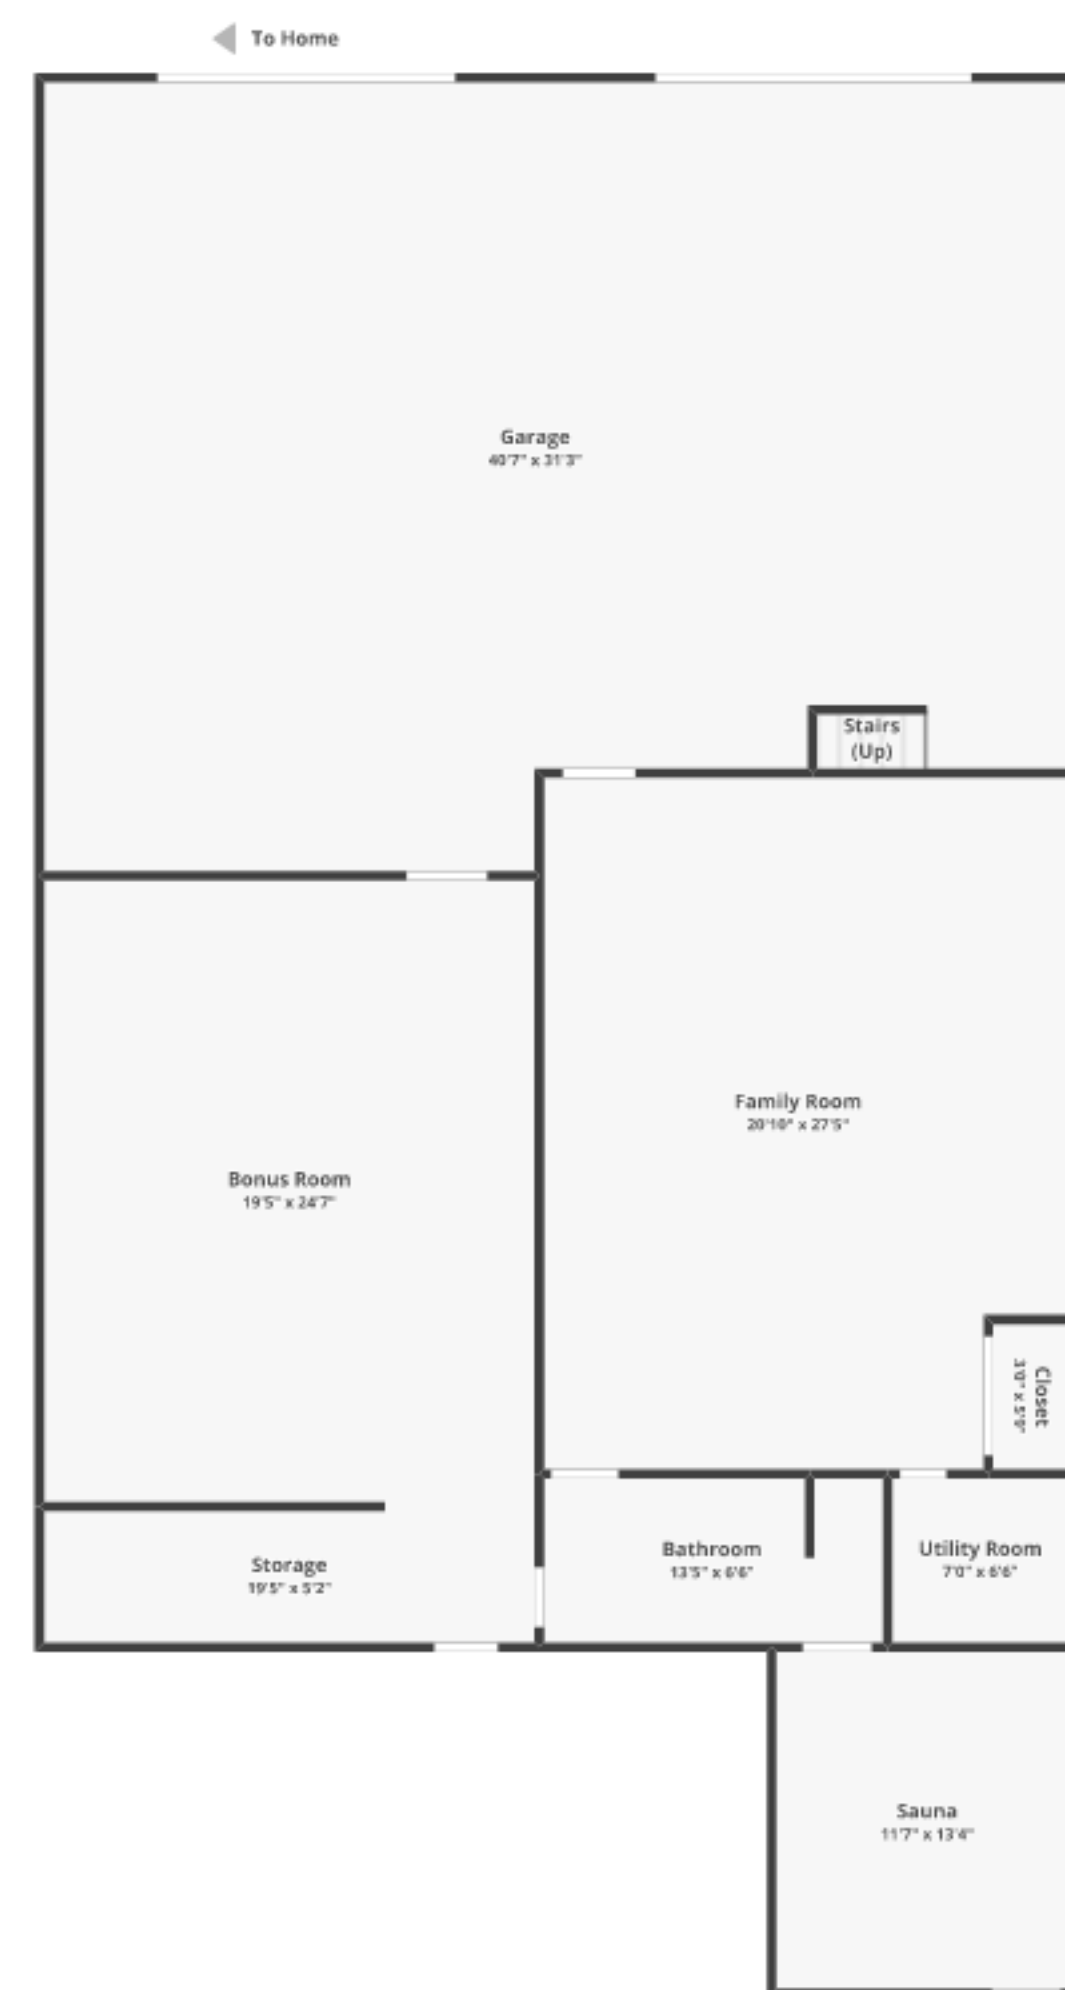 To Home
Garage
40'7" x 31'3"
Stairs
(Up)
Family Room
20'10" x 27'5"
Bonus Room
19'5" x 24'7"
Closet
3'0" x 5'9"
Bathroom
13'5" x 6'6"
Utility Room
7'0" x 6'6"
Storage
19'5" x 5'2"
Sauna
11'7" x 13'4"